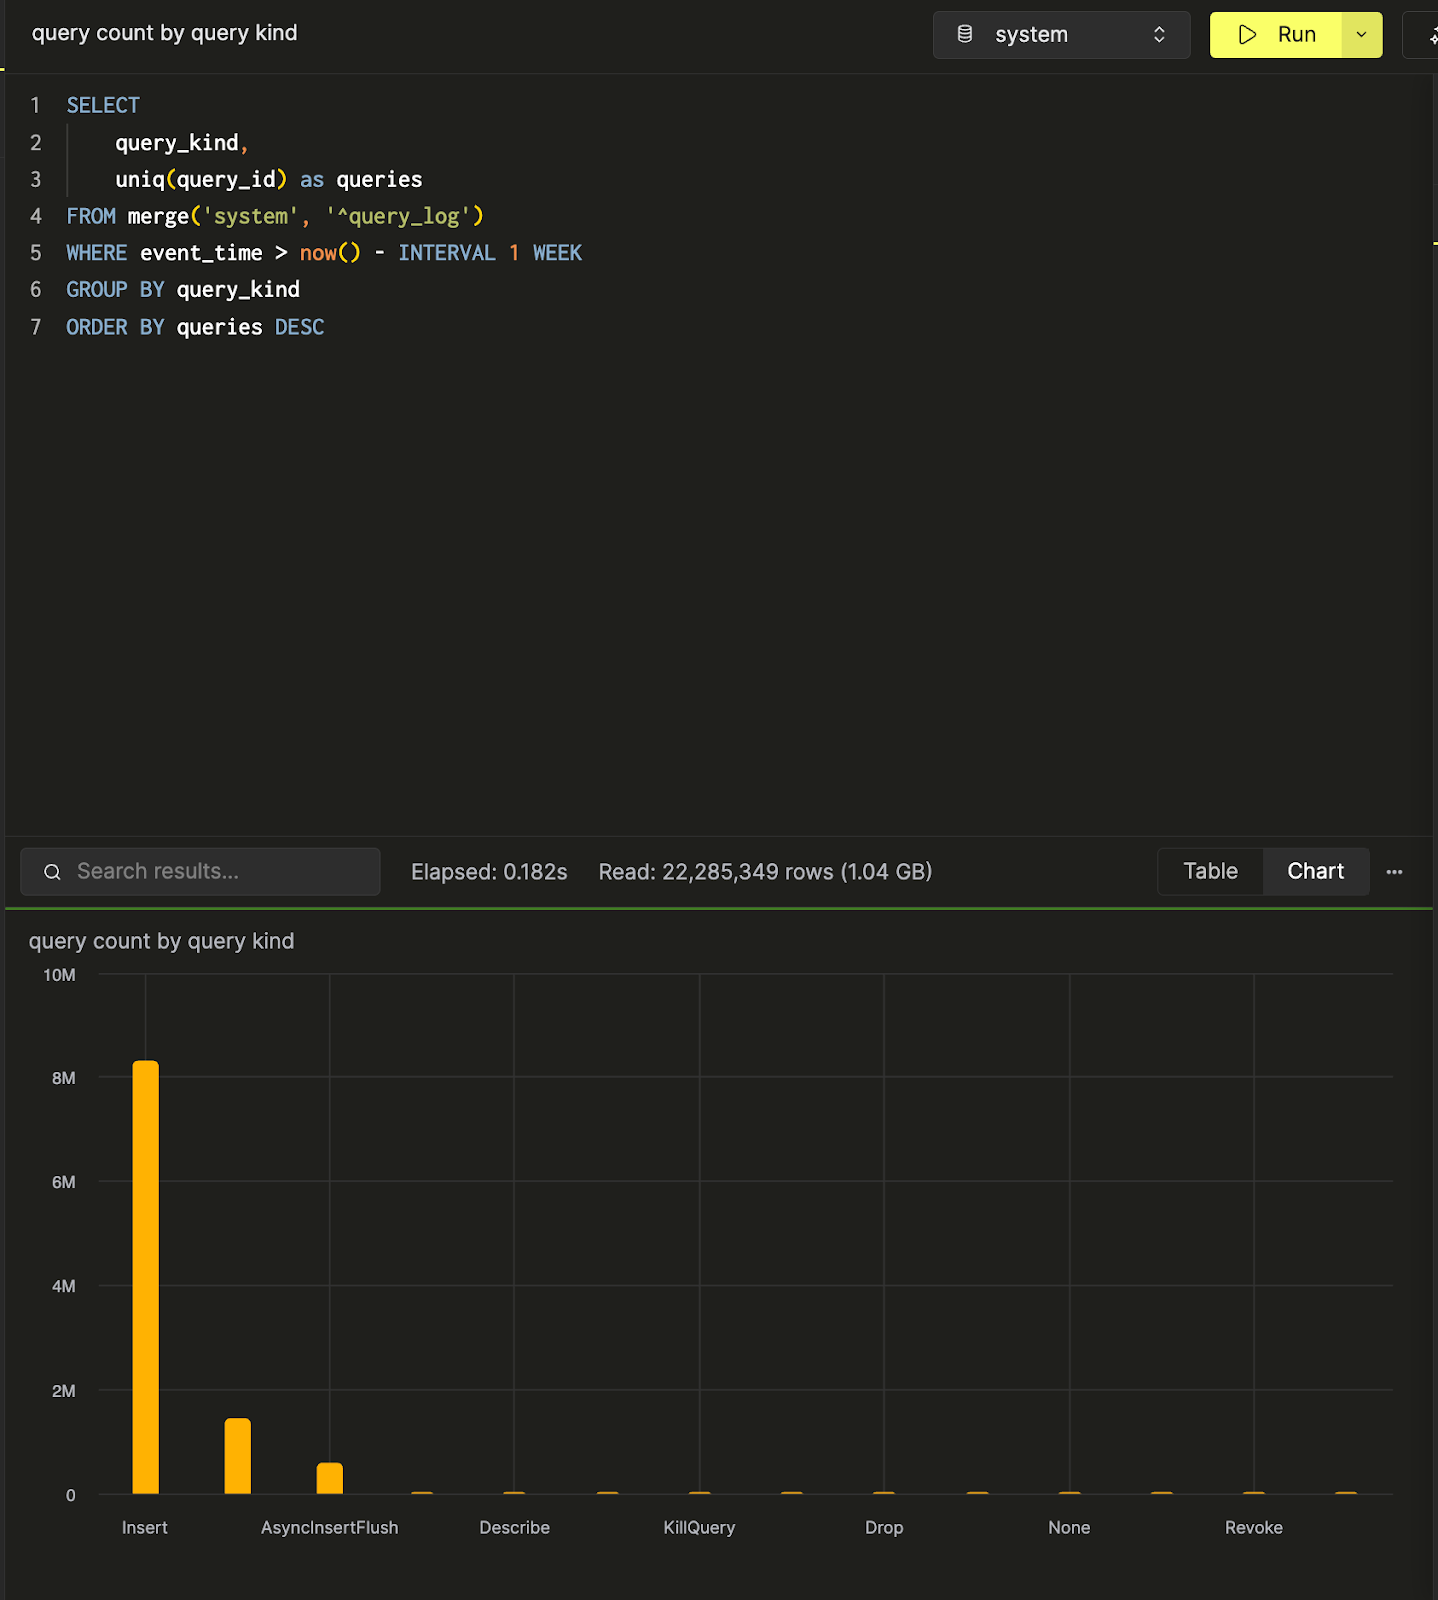 query count by query kind
system
Run
1 SELECT
2 query_kind,
3 uniq(query_id) as queries
4 FROM merge('system', '^query_log')
5 WHERE event_time > now() - INTERVAL 1 WEEK
6 GROUP BY query_kind
7 ORDER BY queries DESC
Search results...
Elapsed: 0.182s
Read: 22,285,349 rows (1.04 GB)
Table
Chart
query count by query kind
10M
8M
6M
4M
2M
0
Insert AsyncInsertFlush Describe KillQuery Drop None Revoke